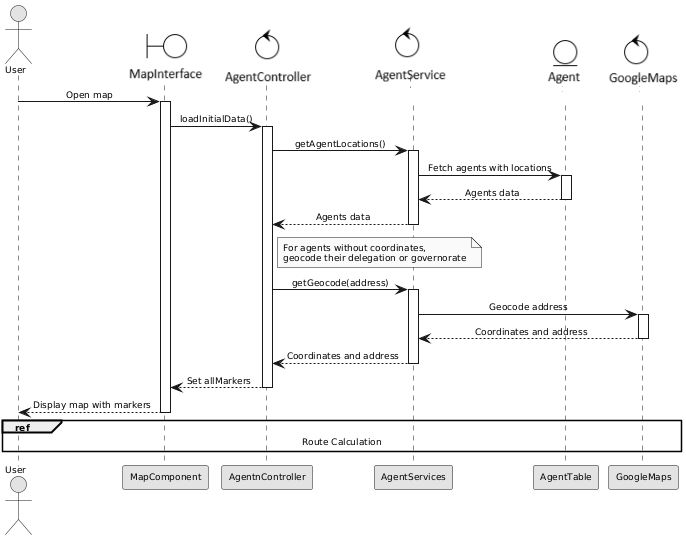 User
MapInterface
AgentController
AgentService
Agent
GoogleMaps
Open map
loadInitialData()
getAgentLocations()
Fetch agents with locations
Agents data
Agents data
For agents without coordinates,
geocode their delegation or governorate
getGeocode(address)
Geocode address
Coordinates and address
Coordinates and address
Set allMarkers
Display map with markers
ref
Route Calculation
User
MapComponent
AgentnController
AgentServices
AgentTable
GoogleMaps